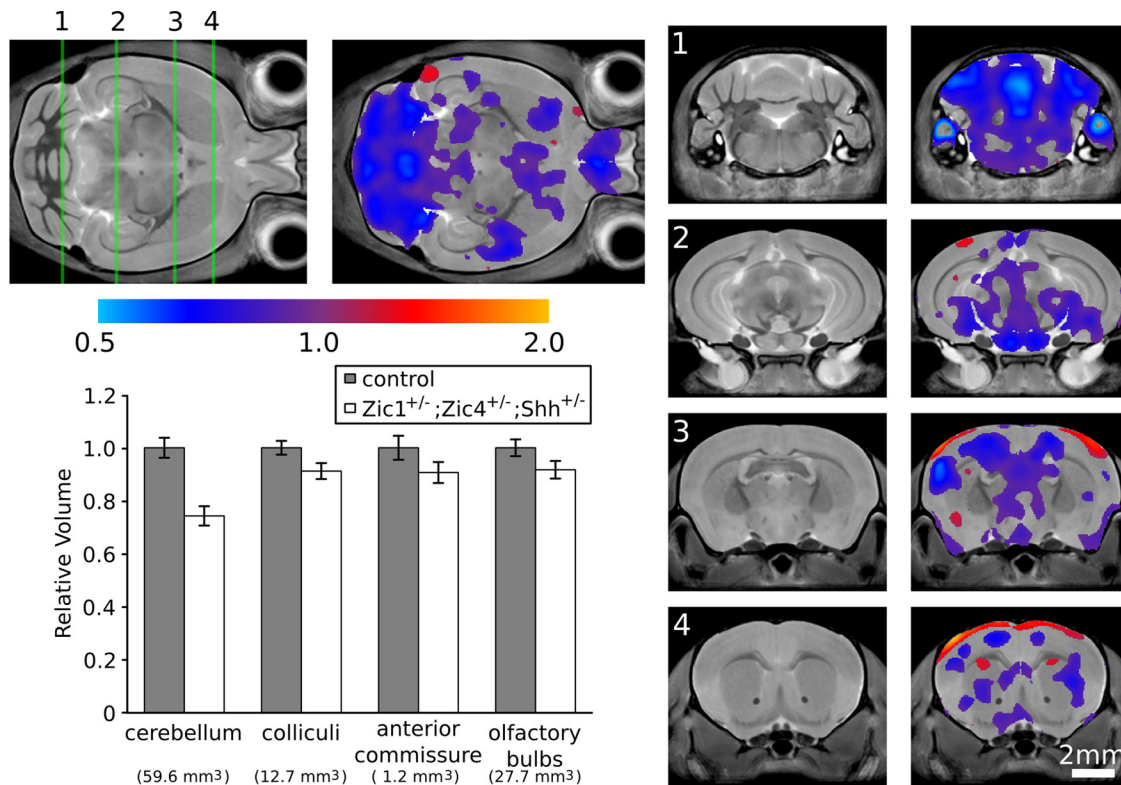 1 2 3 4
0.5 1.0 2.0
control
Zic1+/-;Zic4+/-;Shh+/-
1.2
1.0
0.8
0.6
0.4
0.2
0
Relative Volume
cerebellum
(59.6 mm3)
colliculi
(12.7 mm3)
anterior
commissure
( 1.2 mm3)
olfactory
bulbs
(27.7 mm3)
1
2
3
4
2mm